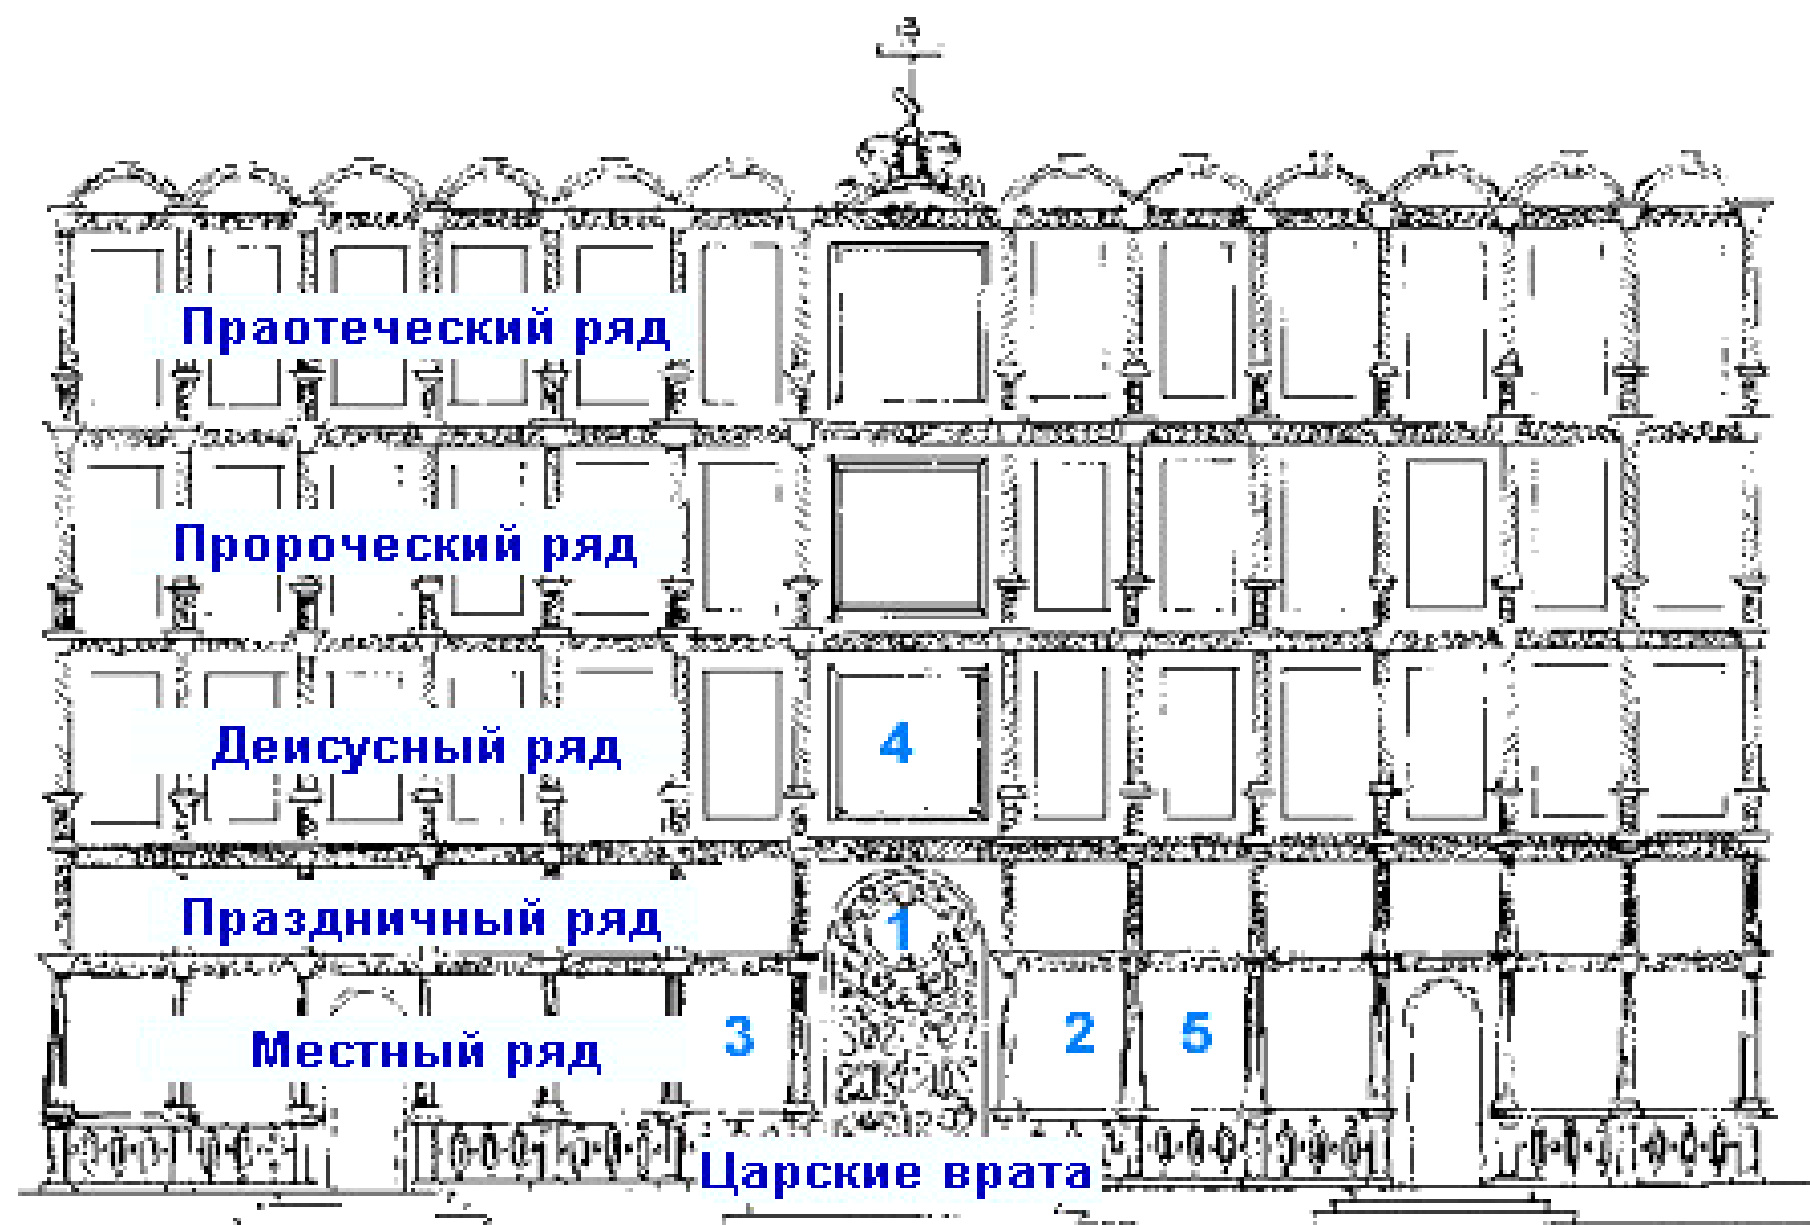 Праотеческий ряд
Пророческий ряд
Деисусный ряд
4
Праздничный ряд
1
Местный ряд
3
2
5
Царские врата